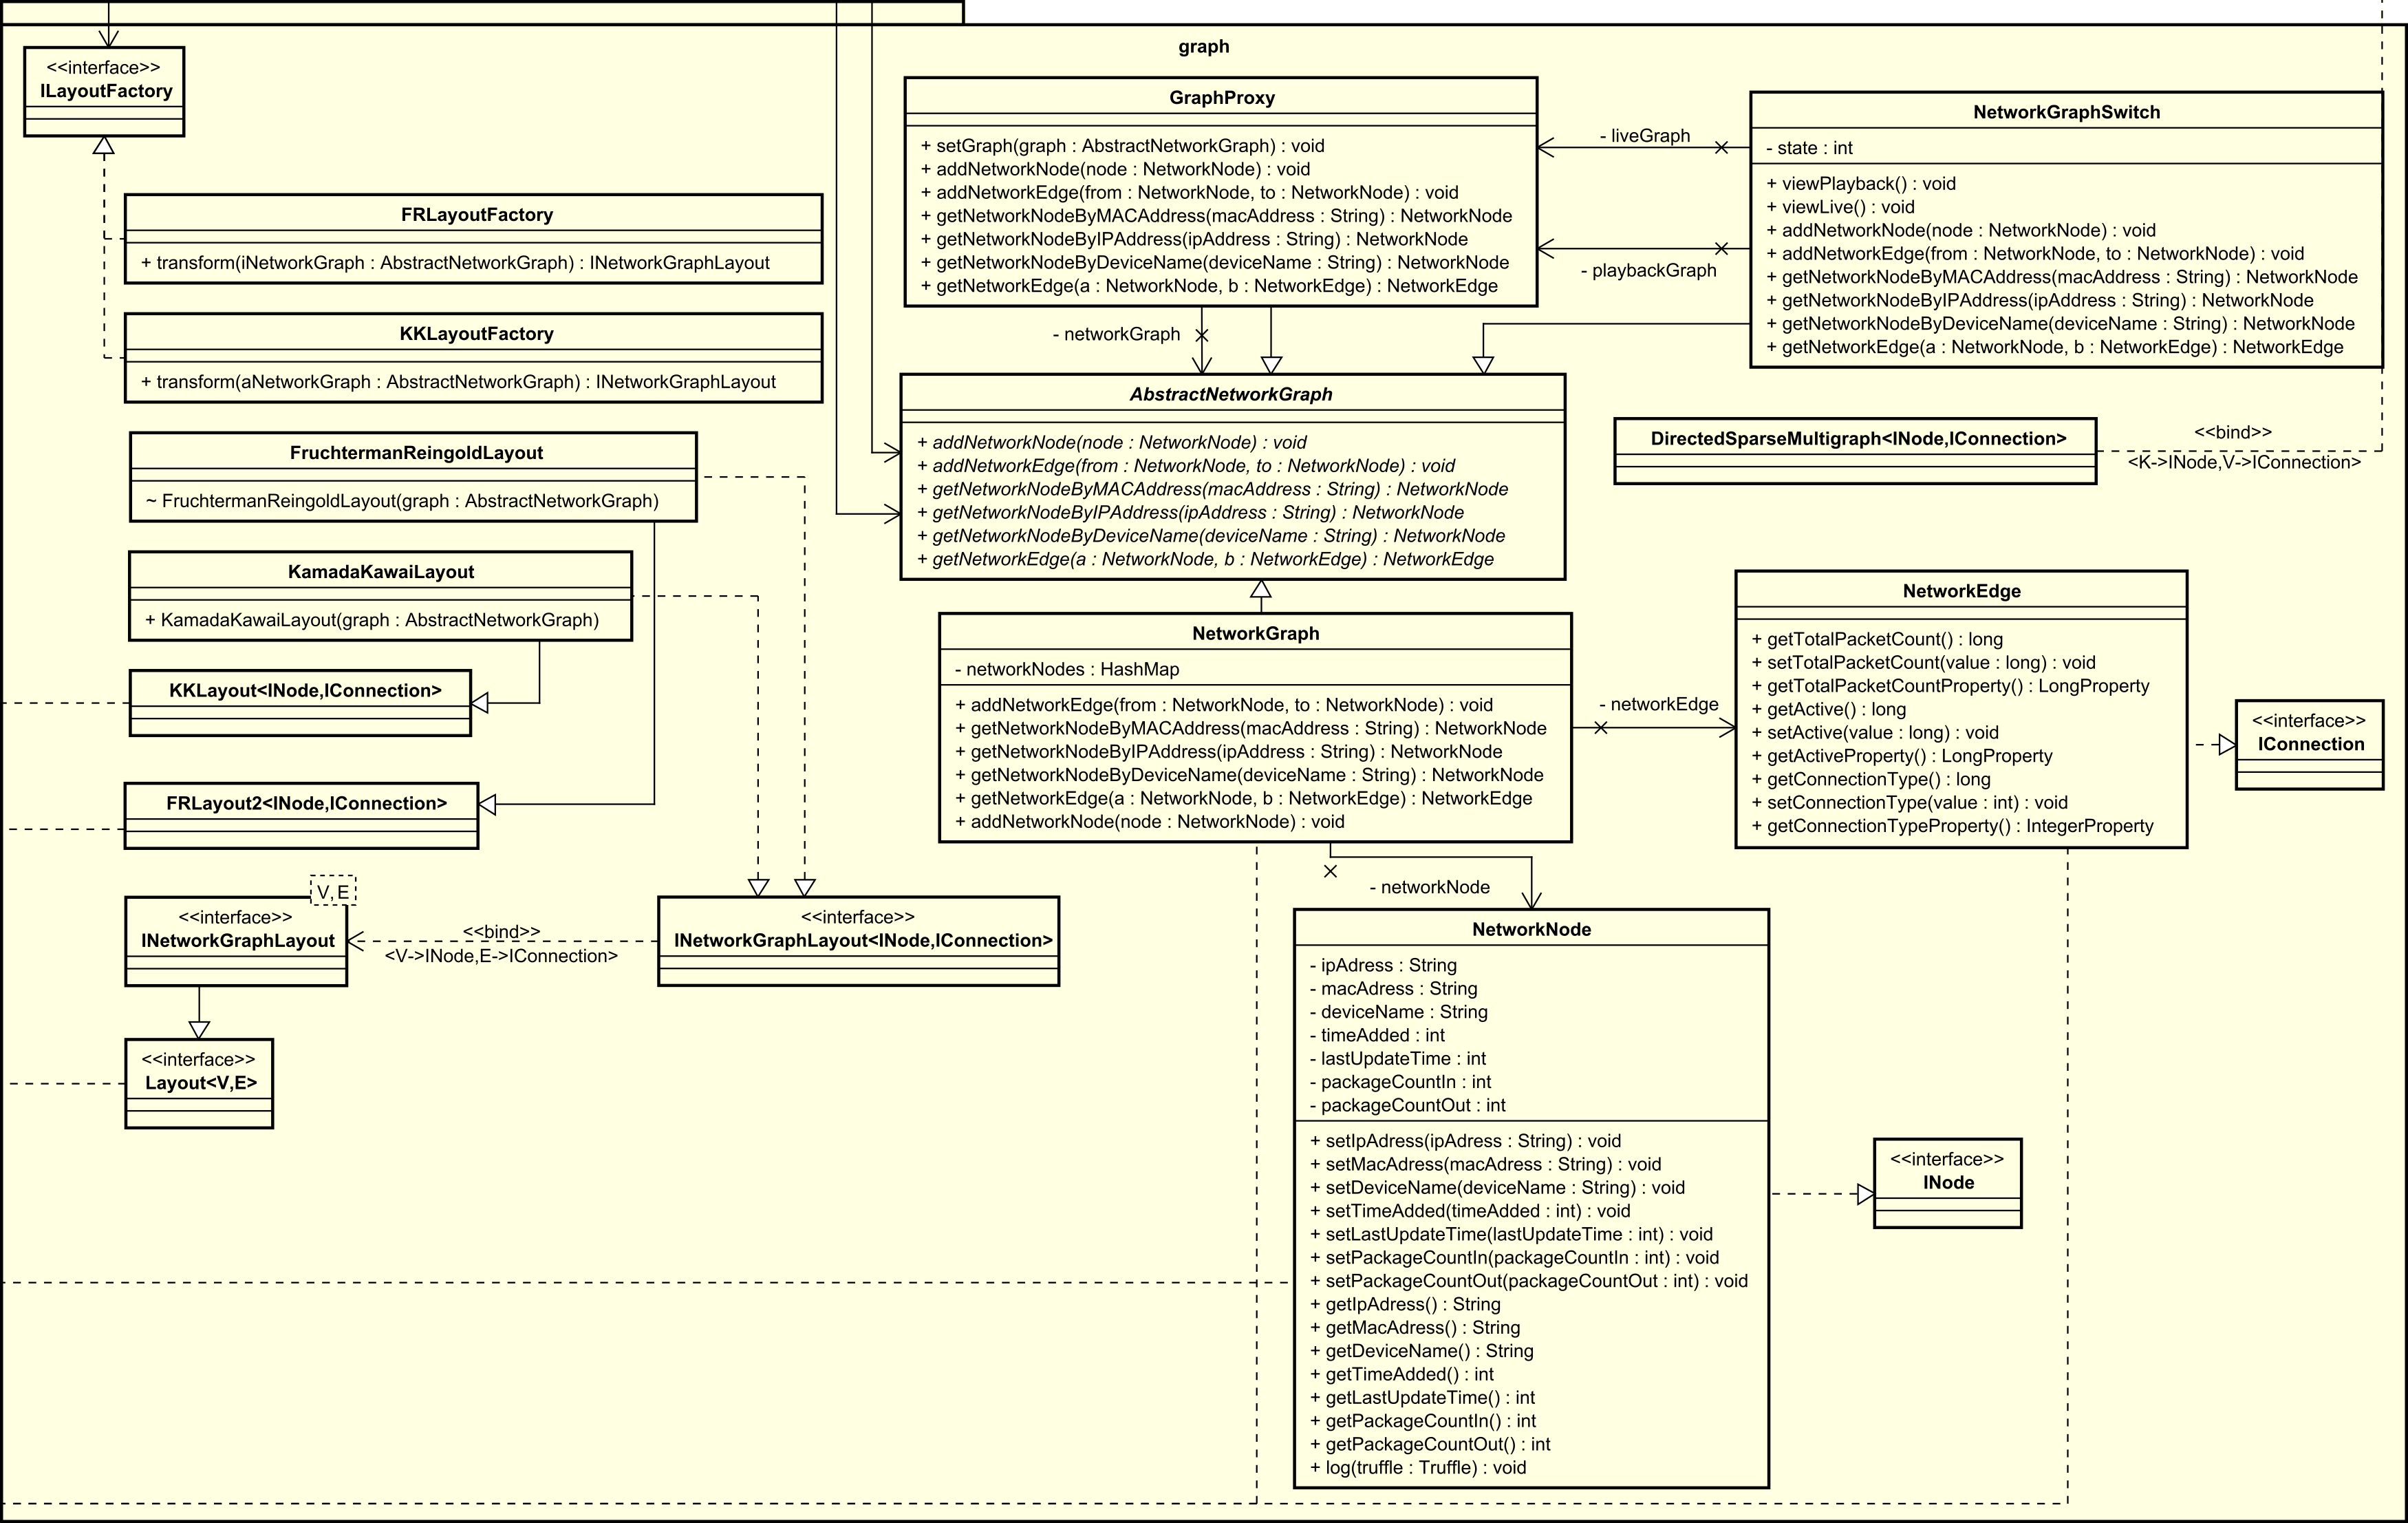 graph
<<interface>>
ILayoutFactory
FRLayoutFactory
+ transform(iNetworkGraph : AbstractNetworkGraph) : INetworkGraphLayout
KKLayoutFactory
+ transform(aNetworkGraph : AbstractNetworkGraph) : INetworkGraphLayout
FruchtermanReingoldLayout
~ FruchtermanReingoldLayout(graph : AbstractNetworkGraph)
KamadaKawaiLayout
+ KamadaKawaiLayout(graph : AbstractNetworkGraph)
KKLayout<INode,IConnection>
FRLayout2<INode,IConnection>
V, E
<<interface>>
INetworkGraphLayout
<<bind>>
<V->INode,E->IConnection>
<<interface>>
INetworkGraphLayout<INode,IConnection>
<<interface>>
Layout<V,E>
GraphProxy
+ setGraph(graph : AbstractNetworkGraph) : void
+ addNetworkNode(node : NetworkNode) : void
+ addNetworkEdge(from : NetworkNode, to : NetworkNode) : void
+ getNetworkNodeByMACAddress(macAddress : String) : NetworkNode
+ getNetworkNodeByIPAddress(ipAddress : String) : NetworkNode
+ getNetworkNodeByDeviceName(deviceName : String) : NetworkNode
+ getNetworkEdge(a : NetworkNode, b : NetworkEdge) : NetworkEdge
- liveGraph
- playbackGraph
- networkGraph
NetworkGraphSwitch
- state : int
+ viewPlayback() : void
+ viewLive() : void
+ addNetworkNode(node : NetworkNode) : void
+ addNetworkEdge(from : NetworkNode, to : NetworkNode) : void
+ getNetworkNodeByMACAddress(macAddress : String) : NetworkNode
+ getNetworkNodeByIPAddress(ipAddress : String) : NetworkNode
+ getNetworkNodeByDeviceName(deviceName : String) : NetworkNode
+ getNetworkEdge(a : NetworkNode, b : NetworkEdge) : NetworkEdge
AbstractNetworkGraph
+ addNetworkNode(node : NetworkNode) : void
+ addNetworkEdge(from : NetworkNode, to : NetworkNode) : void
+ getNetworkNodeByMACAddress(macAddress : String) : NetworkNode
+ getNetworkNodeByIPAddress(ipAddress : String) : NetworkNode
+ getNetworkNodeByDeviceName(deviceName : String) : NetworkNode
+ getNetworkEdge(a : NetworkNode, b : NetworkEdge) : NetworkEdge
DirectedSparseMultigraph<INode,IConnection>
<<bind>>
<K->INode,V->IConnection>
NetworkGraph
- networkNodes : HashMap
+ addNetworkEdge(from : NetworkNode, to : NetworkNode) : void
+ getNetworkNodeByMACAddress(macAddress : String) : NetworkNode
+ getNetworkNodeByIPAddress(ipAddress : String) : NetworkNode
+ getNetworkNodeByDeviceName(deviceName : String) : NetworkNode
+ getNetworkEdge(a : NetworkNode, b : NetworkEdge) : NetworkEdge
+ addNetworkNode(node : NetworkNode) : void
- networkEdge
- networkNode
NetworkEdge
+ getTotalPacketCount() : long
+ setTotalPacketCount(value : long) : void
+ getTotalPacketCountProperty() : LongProperty
+ getActive() : long
+ setActive(value : long) : void
+ getActiveProperty() : LongProperty
+ getConnectionType() : long
+ setConnectionType(value : int) : void
+ getConnectionTypeProperty() : IntegerProperty
<<interface>>
IConnection
NetworkNode
- ipAdress : String
- macAdress : String
- deviceName : String
- timeAdded : int
- lastUpdateTime : int
- packageCountIn : int
- packageCountOut : int
+ setIpAdress(ipAdress : String) : void
+ setMacAdress(macAdress : String) : void
+ setDeviceName(deviceName : String) : void
+ setTimeAdded(timeAdded : int) : void
+ setLastUpdateTime(lastUpdateTime : int) : void
+ setPackageCountIn(packageCountIn : int) : void
+ setPackageCountOut(packageCountOut : int) : void
+ getIpAdress() : String
+ getMacAdress() : String
+ getDeviceName() : String
+ getTimeAdded() : int
+ getLastUpdateTime() : int
+ getPackageCountIn() : int
+ getPackageCountOut() : int
+ log(truffle : Truffle) : void
<<interface>>
INode